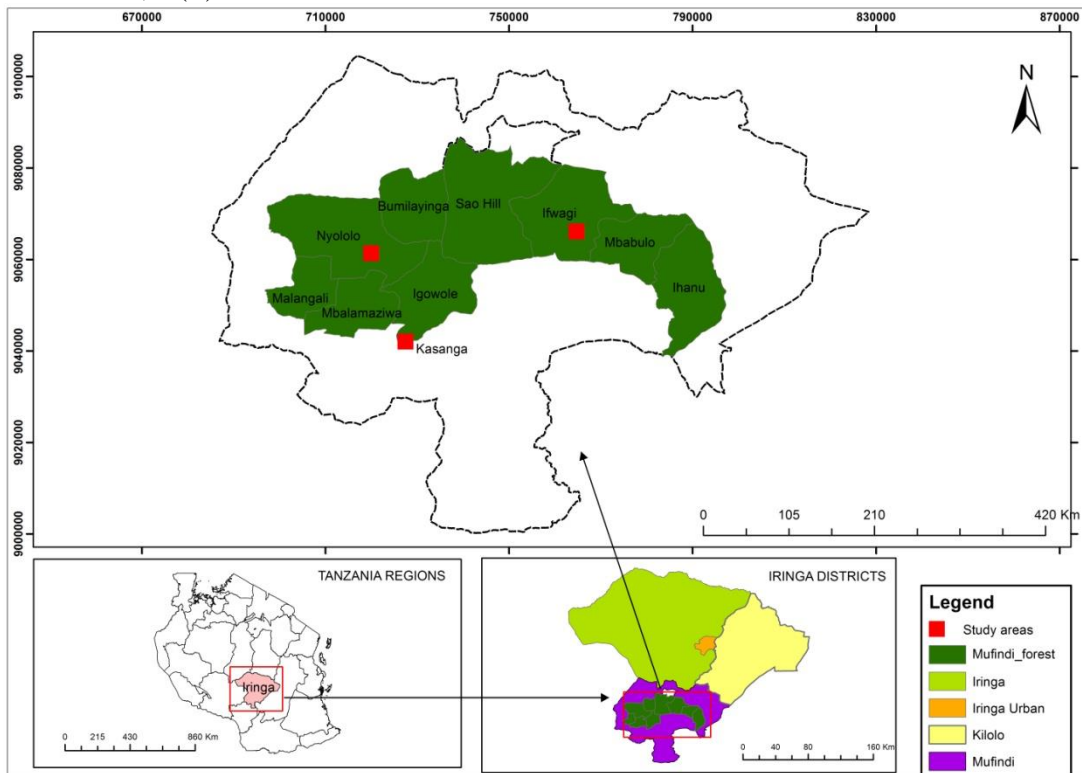 670000 710000 750000 790000 830000 870000
9100000
9080000
9060000
9040000
9020000
9000000
N
Bumilayinga
Sao Hill
Ifwagi
Nyololo
Mbabulo
Malangali
Igowole
Ihanu
Mbalamaziwa
Kasanga
0 105 210 420 Km
TANZANIA REGIONS
Iringa
0 215 430 860 Km
IRINGA DISTRICTS
0 20 40 80 120 160 Km
Legend
Study areas
Mufindi_forest
Iringa
Iringa Urban
Kilolo
Mufindi